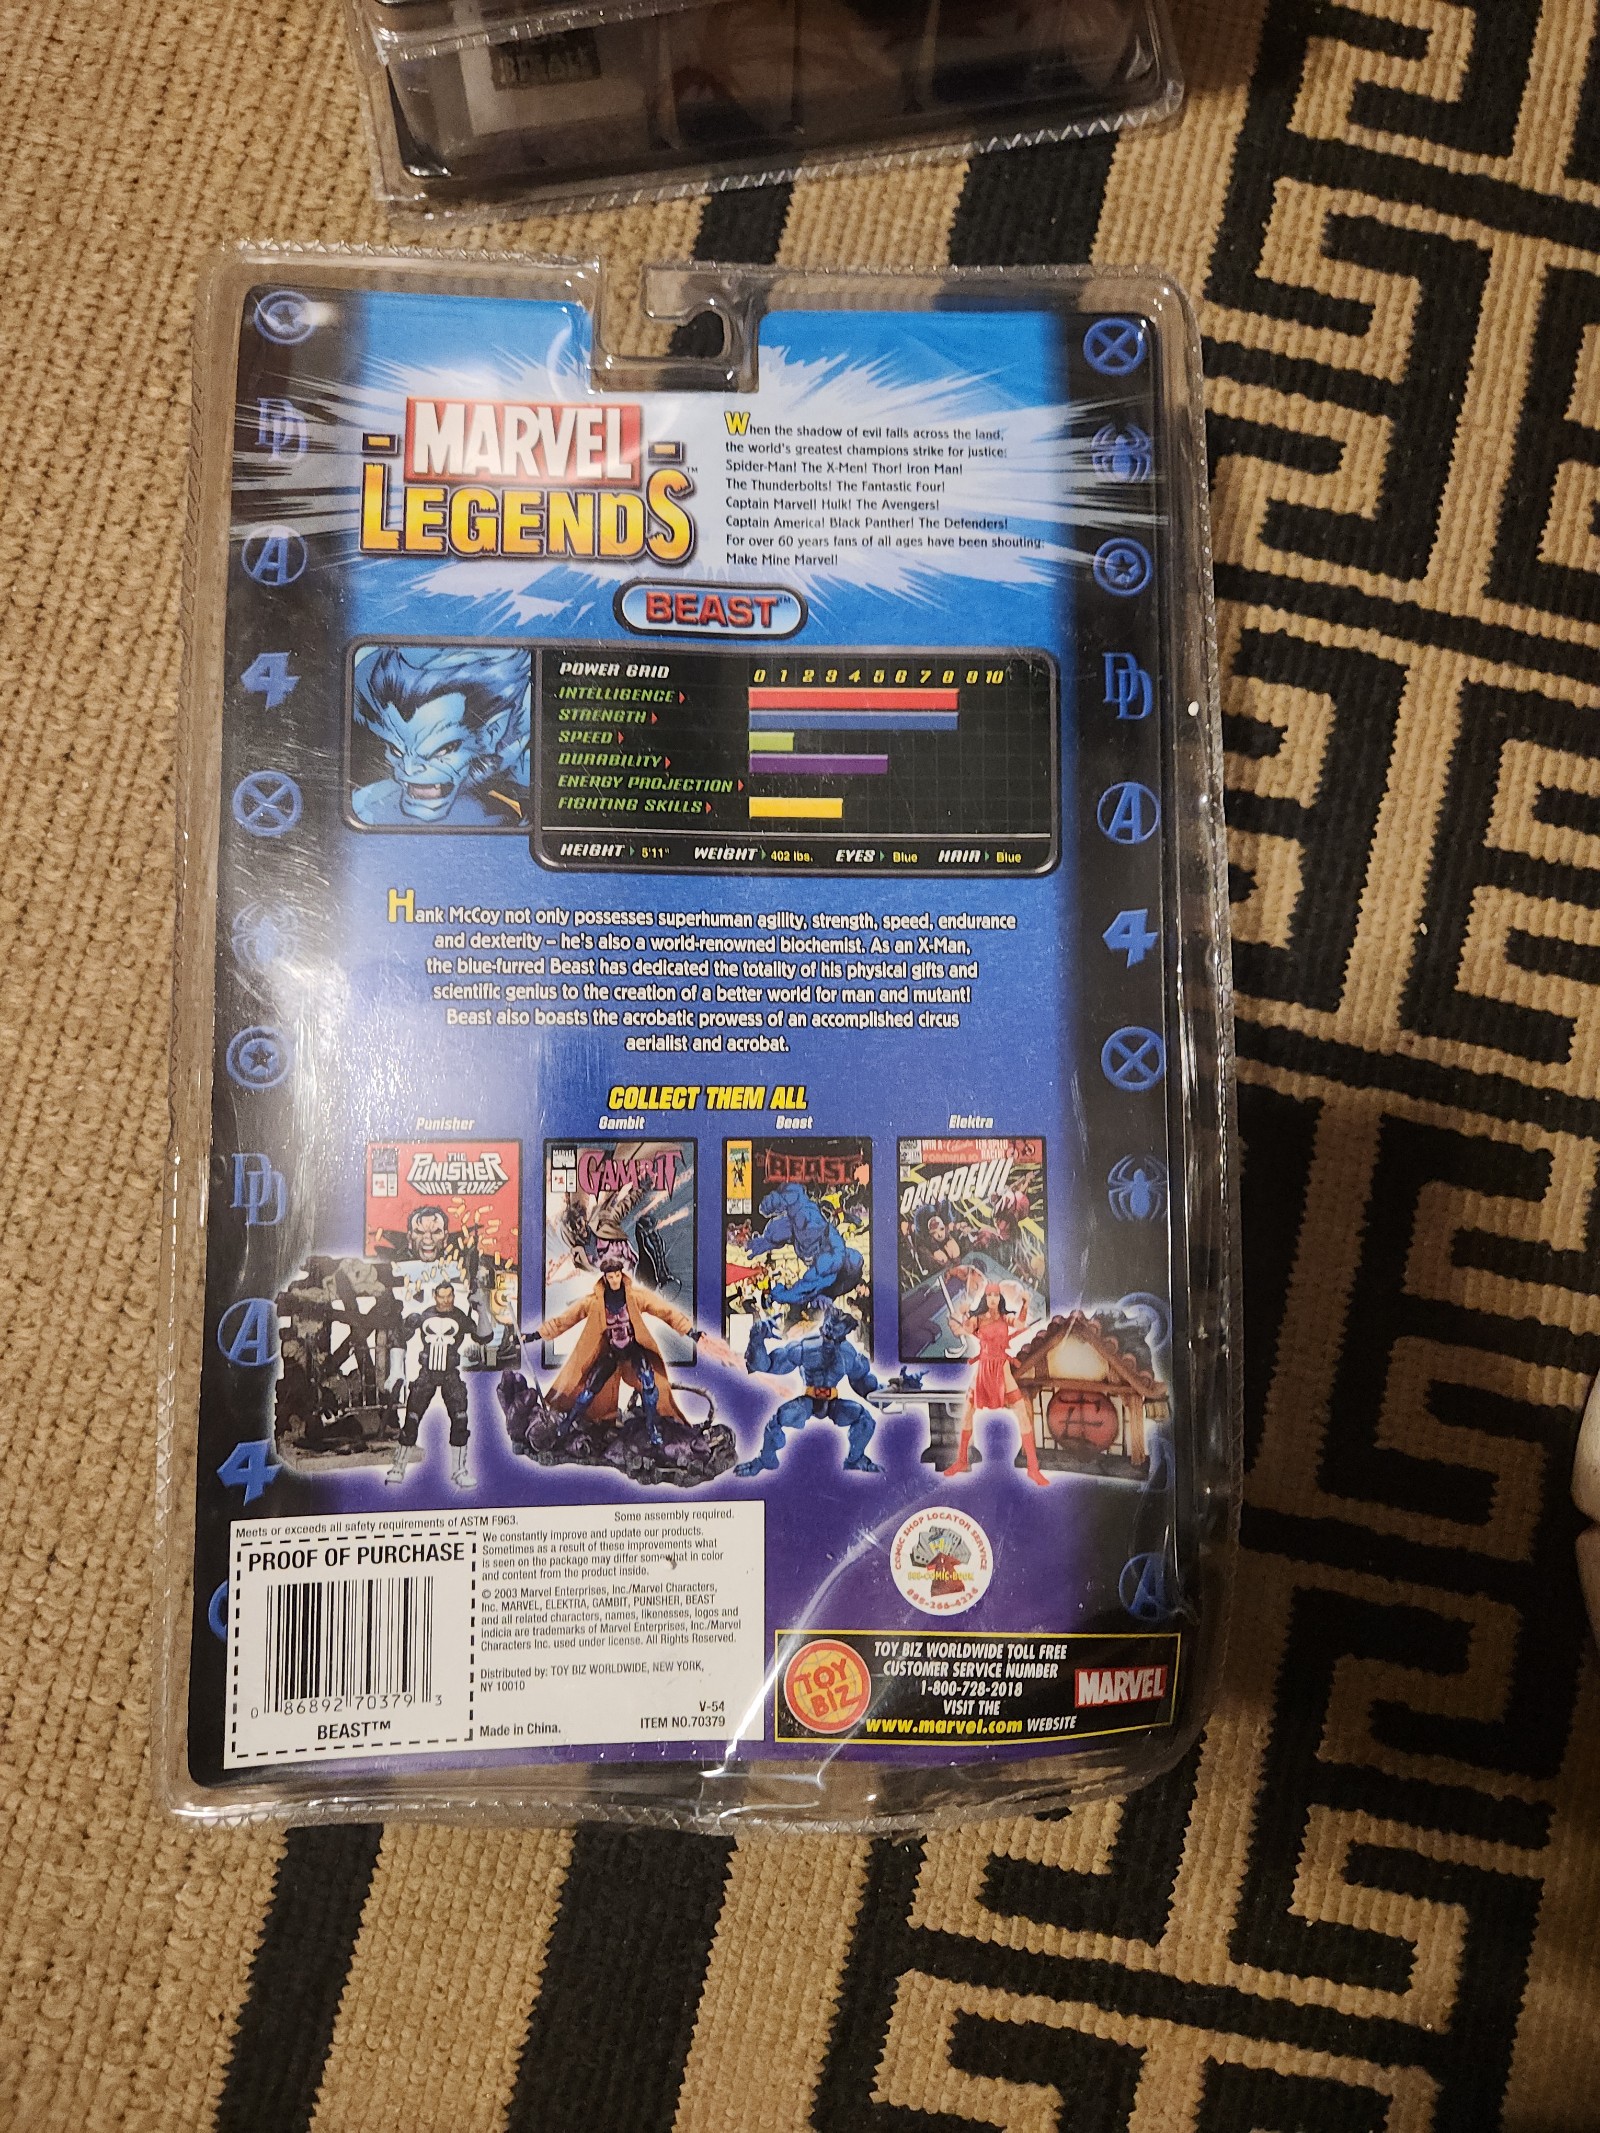 MARVEL
LEGENDS™
When the shadow of evil falls across the land,
the world's greatest champions strike for justice:
Spider-Man! The X-Men! Thor! Iron Man!
The Thunderbolts! The Fantastic Four!
Captain Marvel! Hulk! The Avengers!
Captain America! Black Panther! The Defenders!
For over 60 years fans of all ages have been shouting:
Make Mine Marvel!
BEAST™
POWER GRID 0 1 2 3 4 5 6 7 8 9 10
INTELLIGENCE
STRENGTH
SPEED
DURABILITY
ENERGY PROJECTION
FIGHTING SKILLS
HEIGHT 5'11" WEIGHT 402 lbs. EYES Blue HAIR Blue
Hank McCoy not only possesses superhuman agility, strength, speed, endurance
and dexterity – he's also a world-renowned biochemist. As an X-Man,
the blue-furred Beast has dedicated the totality of his physical gifts and
scientific genius to the creation of a better world for man and mutant!
Beast also boasts the acrobatic prowess of an accomplished circus
aerialist and acrobat.
COLLECT THEM ALL
Punisher Gambit Beast Elektra
THE
PUNISHER
WAR ZONE
GAMBIT
BEAST
DAREDEVIL
Meets or exceeds all safety requirements of ASTM F963. Some assembly required.
PROOF OF PURCHASE
0 86892 70379 3
BEAST™
We constantly improve and update our products.
Sometimes as a result of these improvements what
is seen on the package may differ somewhat in color
and content from the product inside.
© 2003 Marvel Enterprises, Inc./Marvel Characters,
Inc. MARVEL, ELEKTRA, GAMBIT, PUNISHER, BEAST
and all related characters, names, likenesses, logos and
indicia are trademarks of Marvel Enterprises, Inc./Marvel
Characters Inc. used under license. All Rights Reserved.
Distributed by: TOY BIZ WORLDWIDE, NEW YORK,
NY 10010
V-54
Made in China. ITEM NO.70379
COMIC SHOP LOCATOR SERVICE
888-COMIC-BOOK
888-266-4226
TOY BIZ
TOY BIZ WORLDWIDE TOLL FREE
CUSTOMER SERVICE NUMBER
1-800-728-2018
VISIT THE
www.marvel.com WEBSITE
MARVEL